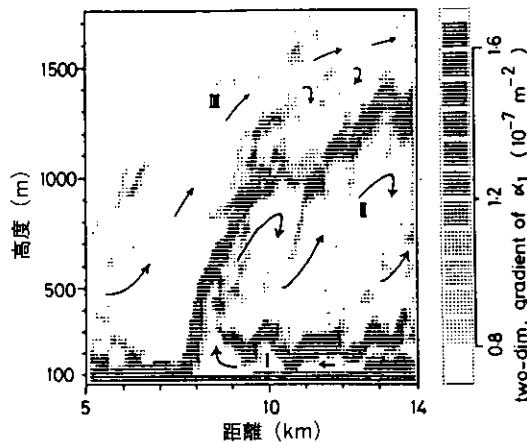 1500
1000
500
100
高度 (m)
5
10
14
距離 (km)
I
II
III
1.6
1.2
0.8
two-dim. gradient of α₁ (10⁻⁷ m⁻²)